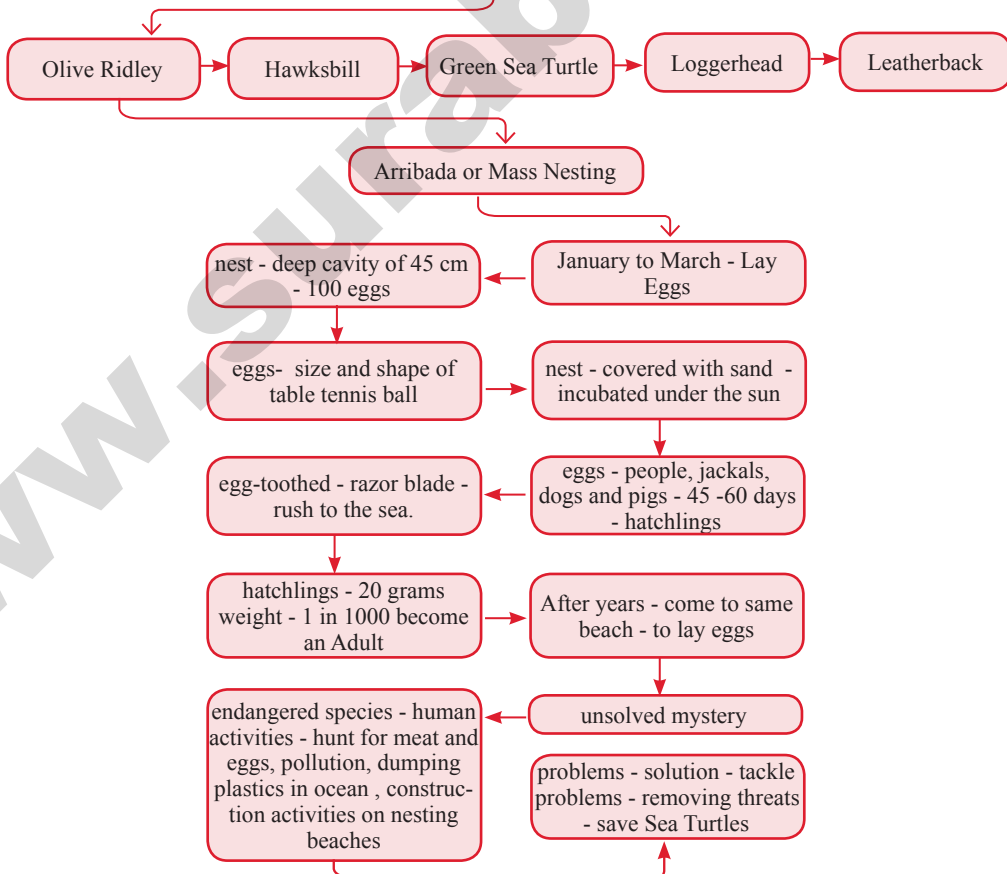 Olive Ridley
Hawksbill
Green Sea Turtle
Loggerhead
Leatherback
Arribada or Mass Nesting
January to March - Lay
Eggs
nest - deep cavity of 45 cm
- 100 eggs
eggs- size and shape of
table tennis ball
nest - covered with sand -
incubated under the sun
eggs - people, jackals,
dogs and pigs - 45 -60 days
- hatchlings
egg-toothed - razor blade -
rush to the sea.
hatchlings - 20 grams
weight - 1 in 1000 become
an Adult
After years - come to same
beach - to lay eggs
unsolved mystery
endangered species - human
activities - hunt for meat and
eggs, pollution, dumping
plastics in ocean , construc-
tion activities on nesting
beaches
problems - solution - tackle
problems - removing threats
- save Sea Turtles
www.surab